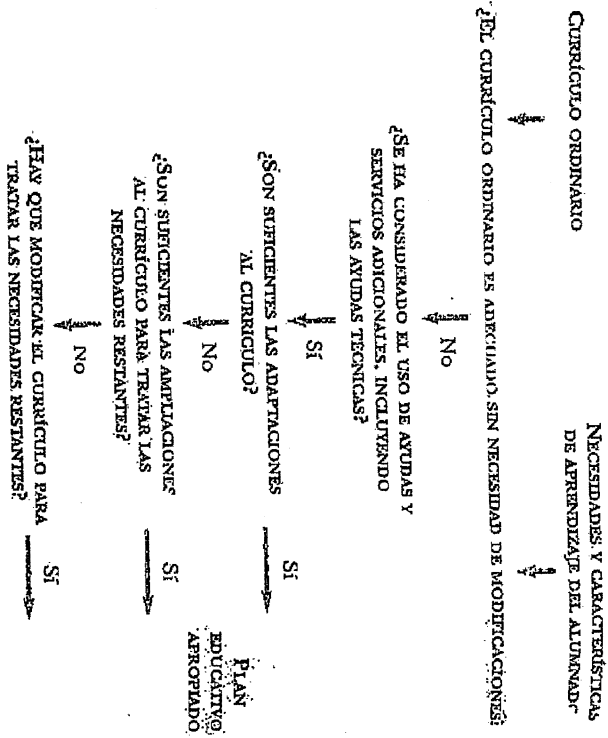 CURRÍCULO ORDINARIO
NECESIDADES Y CARACTERÍSTICAS
DE APRENDIZAJE DEL ALUMNADO
¿EL CURRÍCULO ORDINARIO ES ADECUADO, SIN NECESIDAD DE MODIFICACIONES?
No
¿SE HA CONSIDERADO EL USO DE AYUDAS Y
SERVICIOS ADICIONALES, INCLUYENDO
LAS AYUDAS TÉCNICAS?
Sí
¿SON SUFICIENTES LAS ADAPTACIONES
AL CURRÍCULO?
Sí
No
¿SON SUFICIENTES LAS AMPLIACIONES
AL CURRÍCULO PARA TRATAR LAS
NECESIDADES RESTANTES?
Sí
PLAN
EDUCATIVO
APROPIADO
No
¿HAY QUE MODIFICAR EL CURRÍCULO PARA
TRATAR LAS NECESIDADES RESTANTES?
Sí